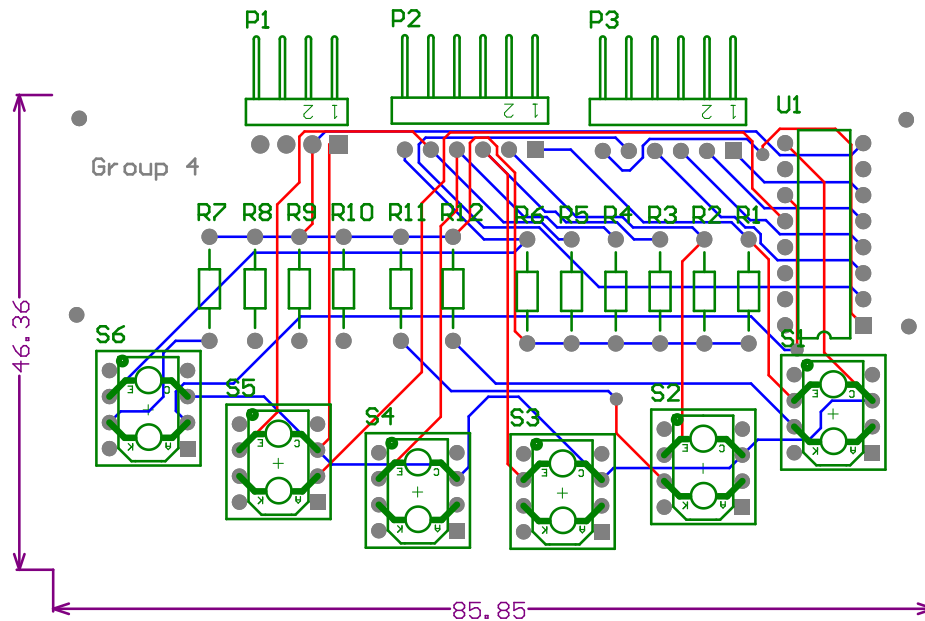 P1 P2 P3
U1
2 1 2 1 2 1
Group 4
R7 R8 R9 R10 R11 R12 R6 R5 R4 R3 R2 R1
46.36
S6 S1
S5 S4 S3 S2
E C
K A
E C
K A
E C
K A
E C
K A
E C
K A
E C
K A
85.85